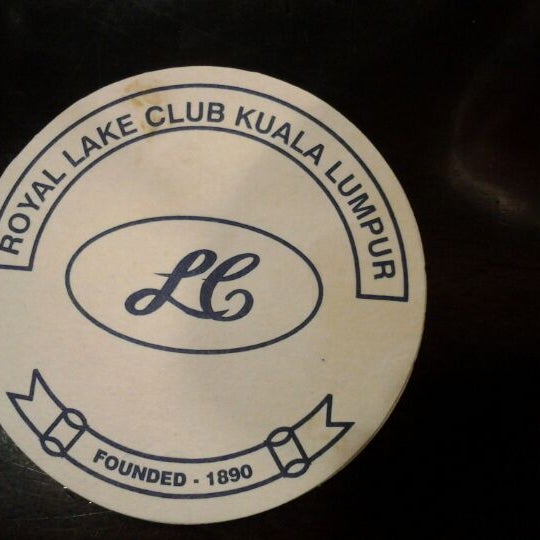 ROYAL LAKE CLUB KUALA LUMPUR
LC
FOUNDED - 1890